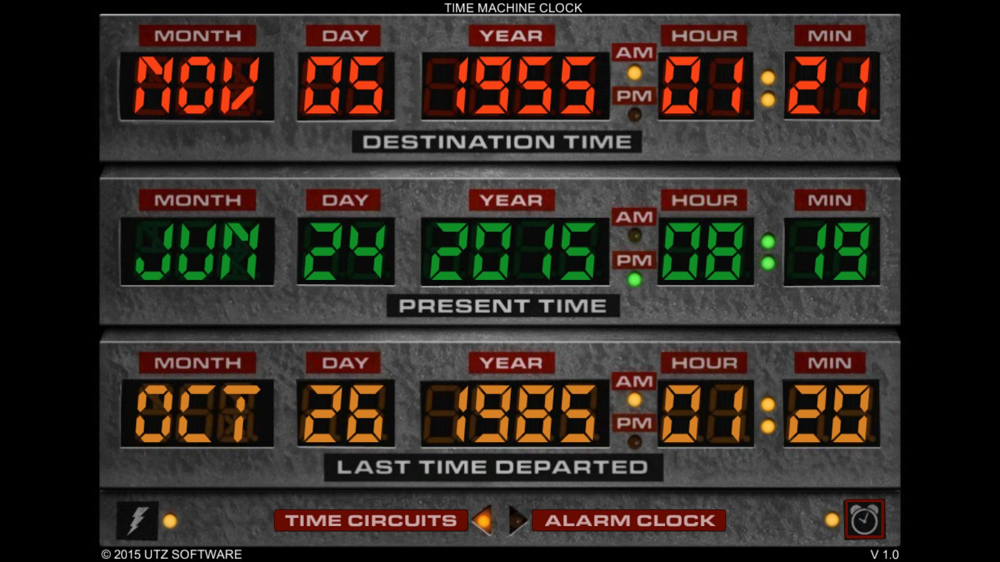 TIME MACHINE CLOCK
MONTH DAY YEAR HOUR MIN
AM
NOV 05 1955 01:21
PM
DESTINATION TIME
MONTH DAY YEAR HOUR MIN
AM
JUN 24 2015 08:19
PM
PRESENT TIME
MONTH DAY YEAR HOUR MIN
AM
OCT 26 1985 01:20
PM
LAST TIME DEPARTED
TIME CIRCUITS ALARM CLOCK
© 2015 UTZ SOFTWARE V 1.0